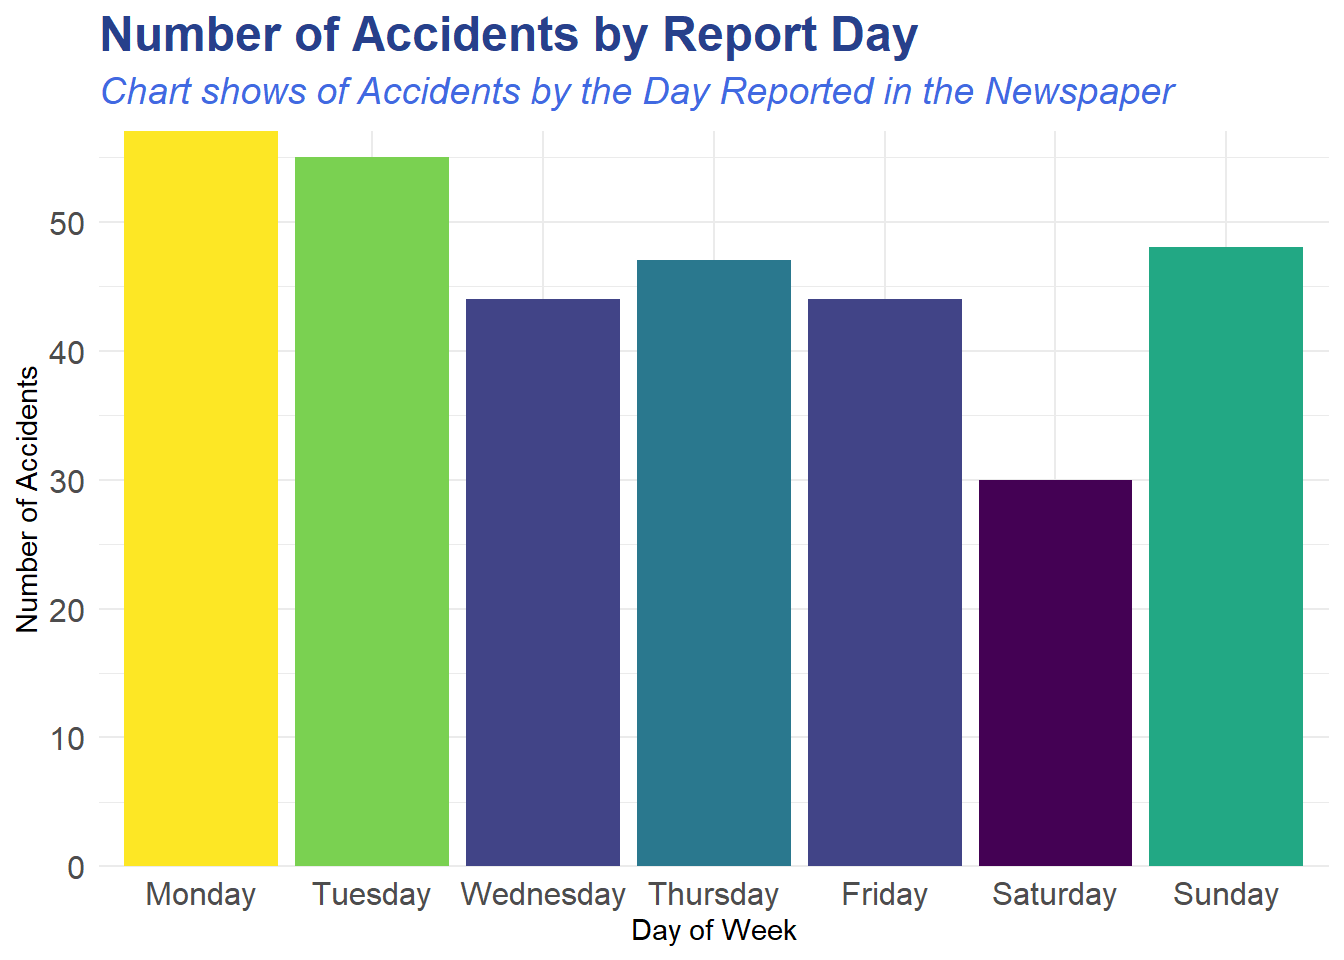 Number of Accidents by Report Day
Chart shows of Accidents by the Day Reported in the Newspaper
Number of Accidents
50
40
30
20
10
0
Monday Tuesday Wednesday Thursday Friday Saturday Sunday
Day of Week